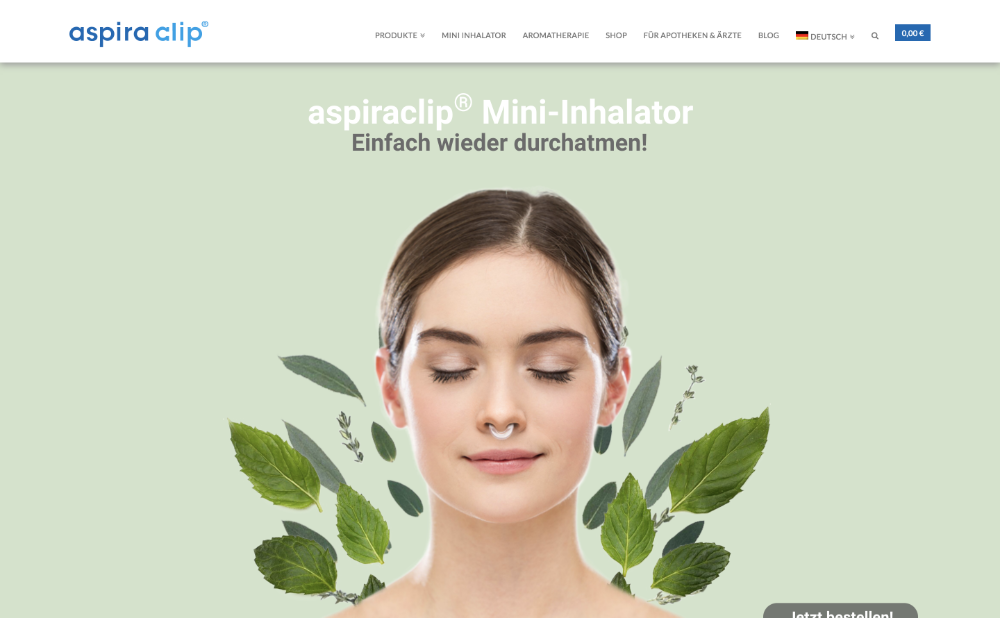 aspira clip®
PRODUKTE MINI INHALATOR AROMATHERAPIE SHOP FÜR APOTHEKEN & ÄRZTE BLOG DEUTSCH 0,00 €
aspiraclip® Mini-Inhalator
Einfach wieder durchatmen!
Jetzt bestellen!